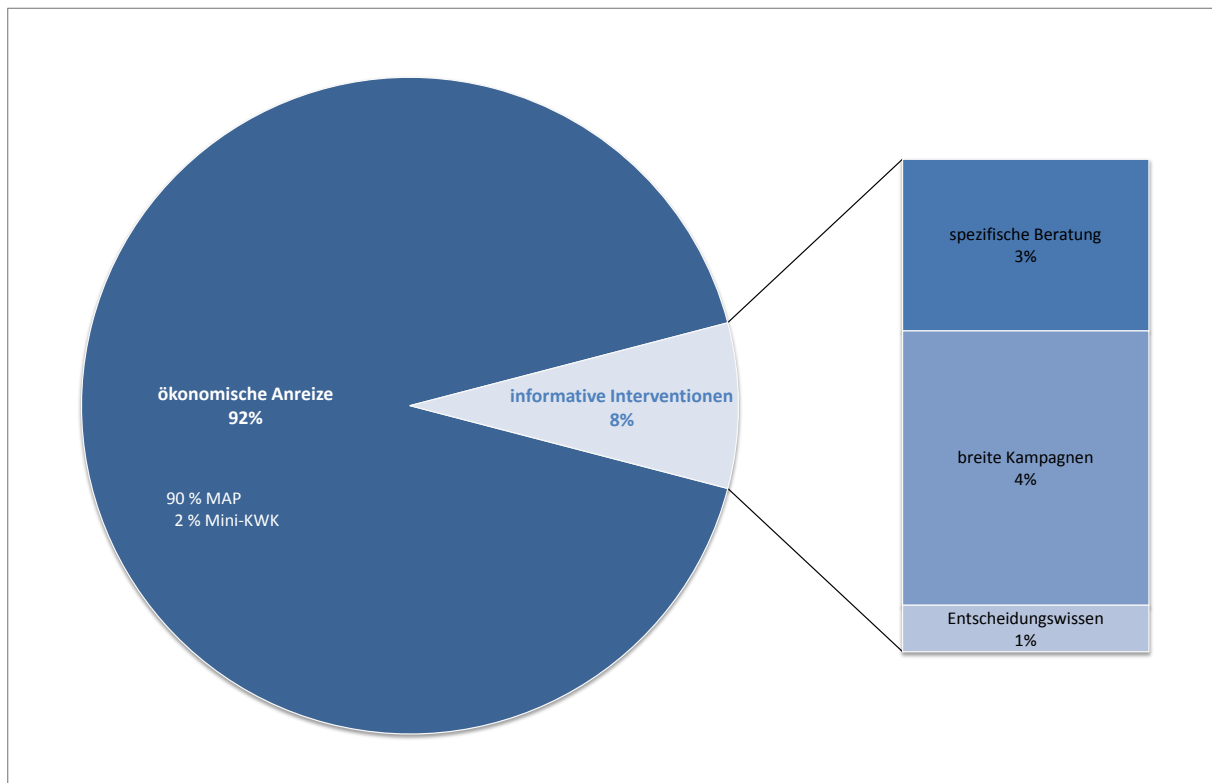 ökonomische Anreize
92%
90 % MAP
2 % Mini-KWK
informative Interventionen
8%
spezifische Beratung
3%
breite Kampagnen
4%
Entscheidungswissen
1%